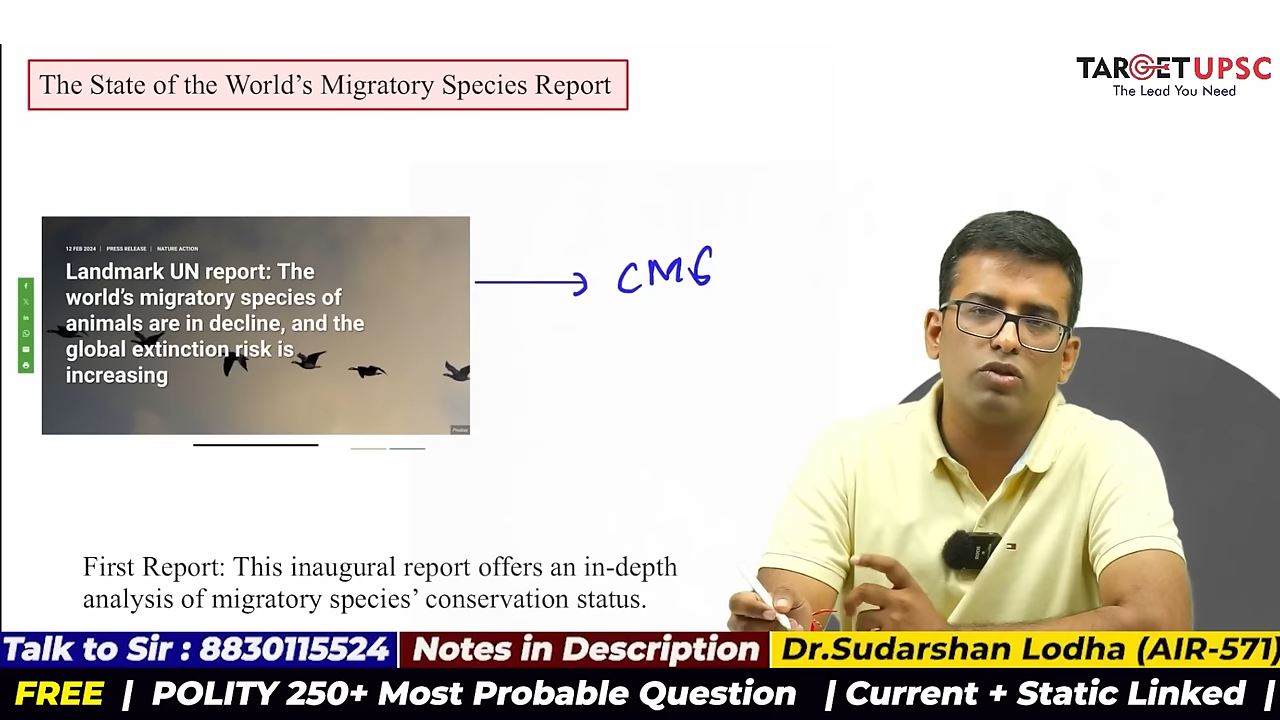 The State of the World’s Migratory Species Report
TARGETUPSC
The Lead You Need
12 FEB 2024 | PRESS RELEASE | NATURE ACTION
Landmark UN report: The
world’s migratory species of
animals are in decline, and the
global extinction risk is
increasing
Pixabay
CMS
First Report: This inaugural report offers an in-depth
analysis of migratory species’ conservation status.
Talk to Sir : 8830115524
Notes in Description
Dr.Sudarshan Lodha (AIR-571)
FREE | POLITY 250+ Most Probable Question | Current + Static Linked |